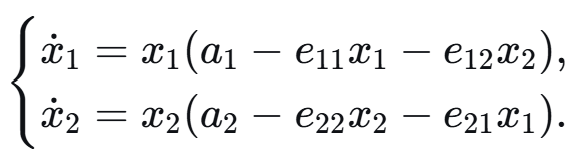 ẋ₁ = x₁(a₁ − e₁₁x₁ − e₁₂x₂),
ẋ₂ = x₂(a₂ − e₂₂x₂ − e₂₁x₁).